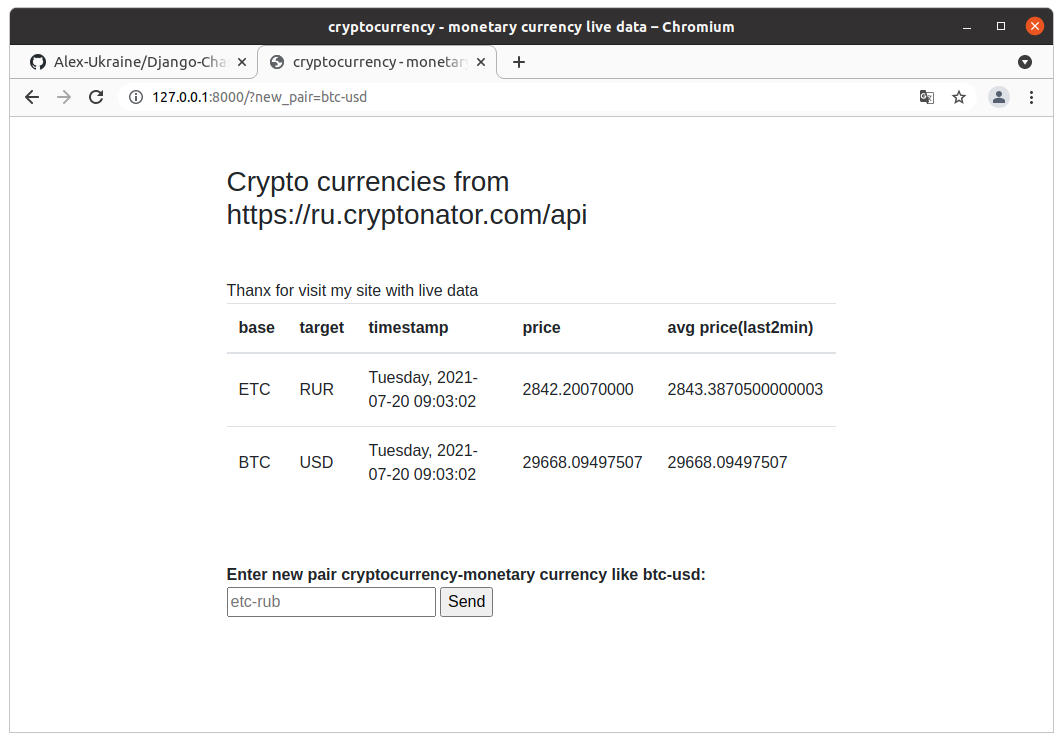 cryptocurrency - monetary currency live data – Chromium
Alex-Ukraine/Django-Cha
cryptocurrency - monetar
127.0.0.1:8000/?new_pair=btc-usd
Crypto currencies from
https://ru.cryptonator.com/api
Thanx for visit my site with live data
base target timestamp price avg price(last2min)
ETC RUR Tuesday, 2021- 2842.20070000 2843.3870500000003
07-20 09:03:02
BTC USD Tuesday, 2021- 29668.09497507 29668.09497507
07-20 09:03:02
Enter new pair cryptocurrency-monetary currency like btc-usd:
etc-rub Send